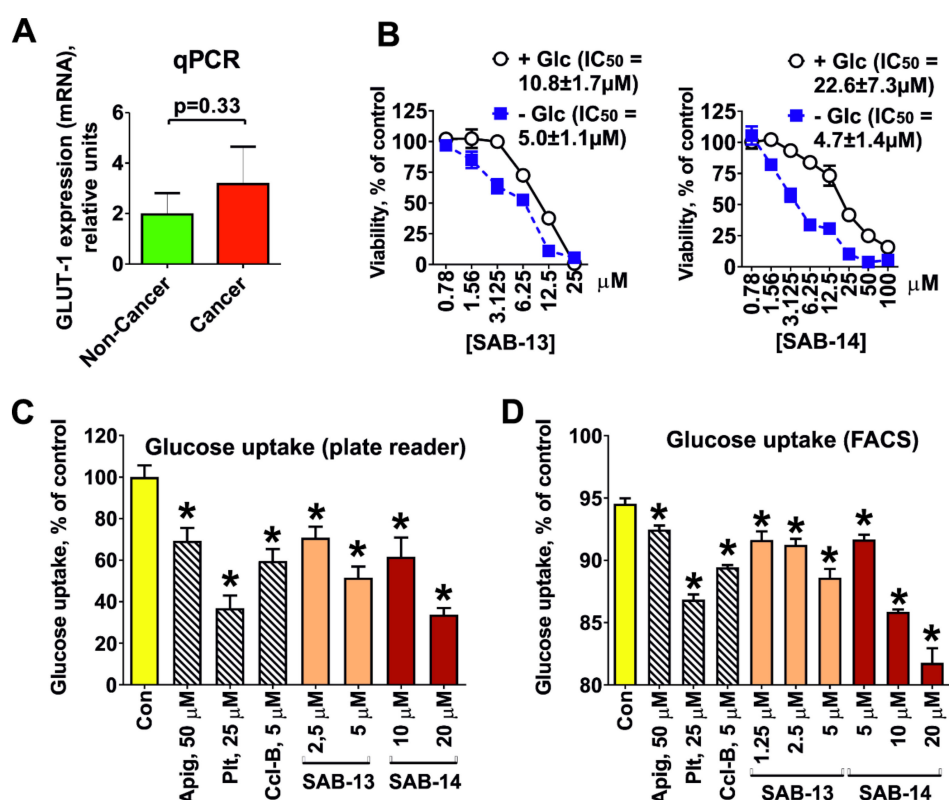 A
qPCR
GLUT-1 expression (mRNA),
relative units
6
4
2
0
p=0.33
Non-Cancer
Cancer
B
+ Glc (IC50 =
10.8±1.7µM)
- Glc (IC50 =
5.0±1.1µM)
Viability, % of control
125
100
75
50
25
0
0.78
1.56
3.125
6.25
12.5
25
µM
[SAB-13]
+ Glc (IC50 =
22.6±7.3µM)
- Glc (IC50 =
4.7±1.4µM)
Viability, % of control
125
100
75
50
25
0
0.78
1.56
3.125
6.25
12.5
25
50
100
µM
[SAB-14]
C
Glucose uptake (plate reader)
Glucose uptake, % of control
120
100
80
60
40
20
0
* * * * * * *
Con
Apig, 50 µM
Plt, 25 µM
Ccl-B, 5 µM
2,5 µM
5 µM
10 µM
20 µM
SAB-13
SAB-14
D
Glucose uptake (FACS)
Glucose uptake, % of control
100
95
90
85
80
* * * * * * * * *
Con
Apig, 50 µM
Plt, 25 µM
Ccl-B, 5 µM
1.25 µM
2.5 µM
5 µM
5 µM
10 µM
20 µM
SAB-13
SAB-14